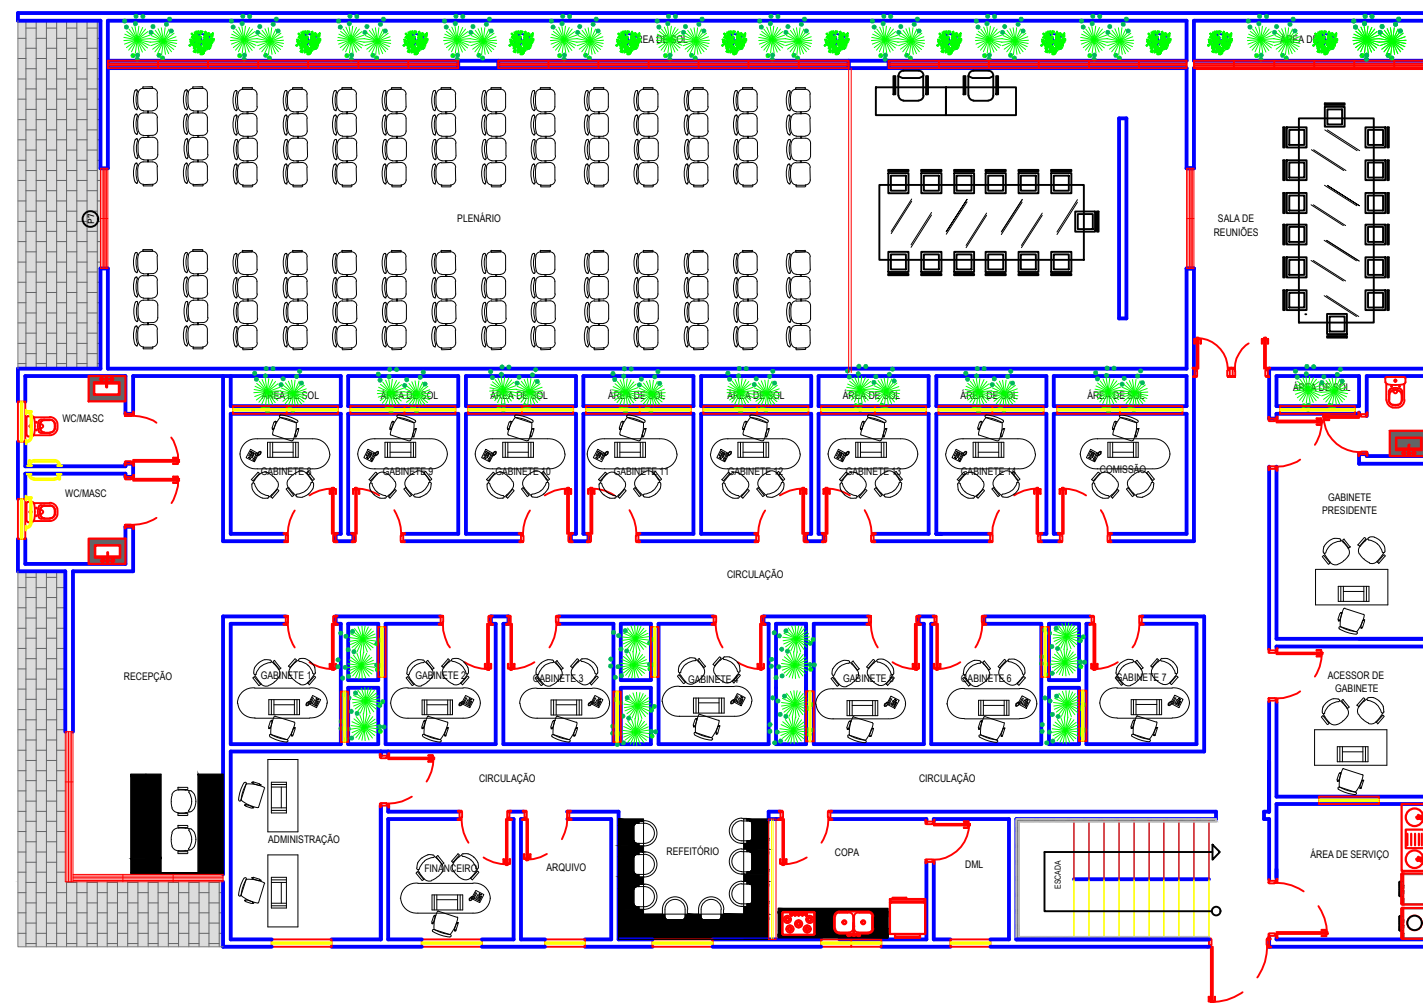 ÁREA DE SOL
ÁREA DE SOL
P7
PLENÁRIO
SALA DE
REUNIÕES
WC/MASC
WC/MASC
ÁREA DE SOL
ÁREA DE SOL
ÁREA DE SOL
ÁREA DE SOL
ÁREA DE SOL
ÁREA DE SOL
ÁREA DE SOL
ÁREA DE SOL
ÁREA DE SOL
GABINETE 8
GABINETE 9
GABINETE 10
GABINETE 11
GABINETE 12
GABINETE 13
GABINETE 14
COMISSÃO
GABINETE
PRESIDENTE
CIRCULAÇÃO
RECEPÇÃO
GABINETE 1
GABINETE 2
GABINETE 3
GABINETE 4
GABINETE 5
GABINETE 6
GABINETE 7
ACESSOR DE
GABINETE
CIRCULAÇÃO
CIRCULAÇÃO
ADMINISTRAÇÃO
FINANCEIRO
ARQUIVO
REFEITÓRIO
COPA
DML
ESCADA
ÁREA DE SERVIÇO